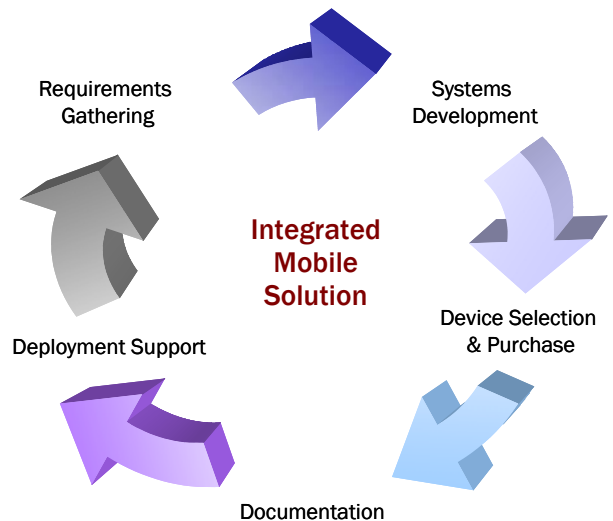 Requirements
Gathering
Systems
Development
Integrated
Mobile
Solution
Device Selection
& Purchase
Deployment Support
Documentation